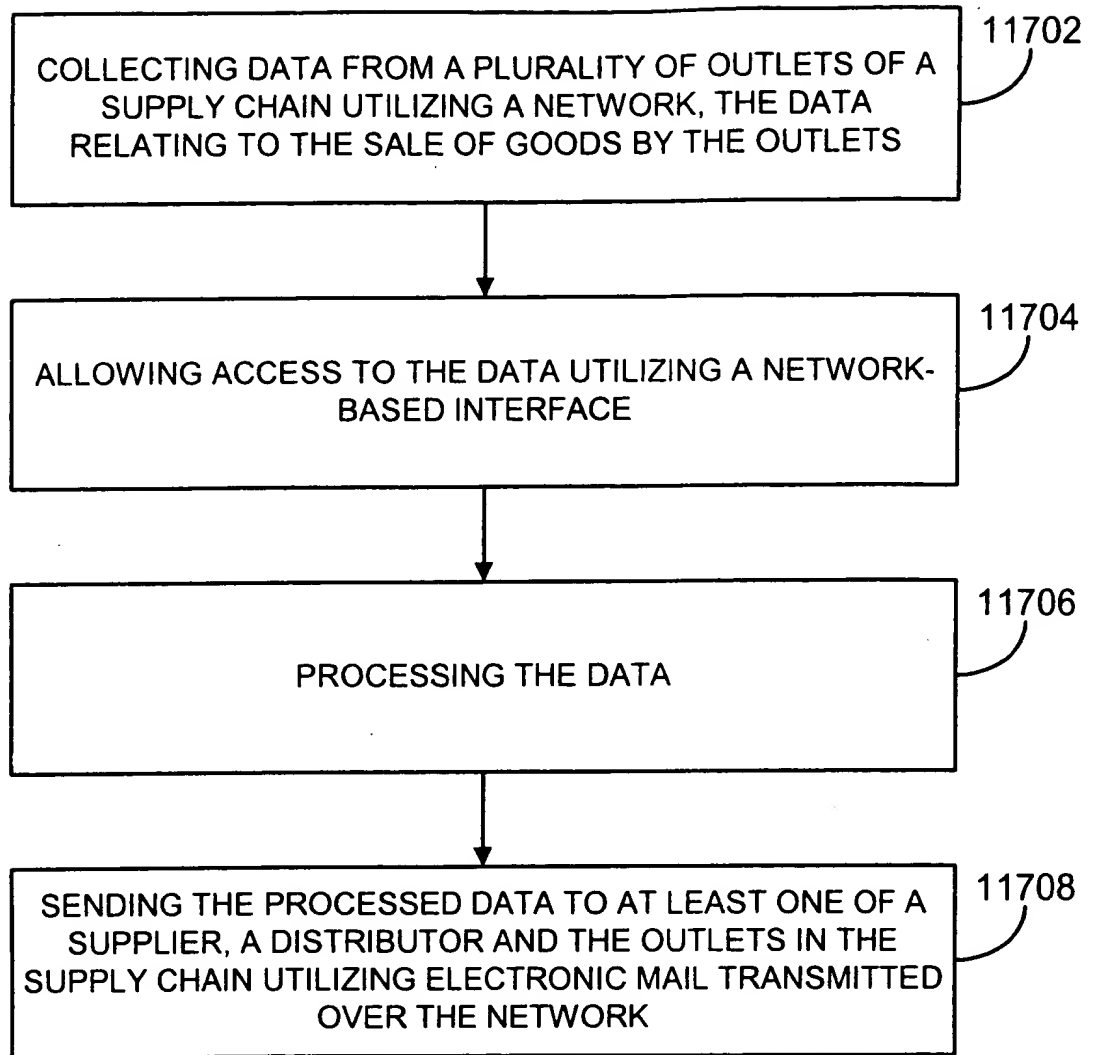 11702
COLLECTING DATA FROM A PLURALITY OF OUTLETS OF A
SUPPLY CHAIN UTILIZING A NETWORK, THE DATA
RELATING TO THE SALE OF GOODS BY THE OUTLETS
11704
ALLOWING ACCESS TO THE DATA UTILIZING A NETWORK-
BASED INTERFACE
11706
PROCESSING THE DATA
11708
SENDING THE PROCESSED DATA TO AT LEAST ONE OF A
SUPPLIER, A DISTRIBUTOR AND THE OUTLETS IN THE
SUPPLY CHAIN UTILIZING ELECTRONIC MAIL TRANSMITTED
OVER THE NETWORK